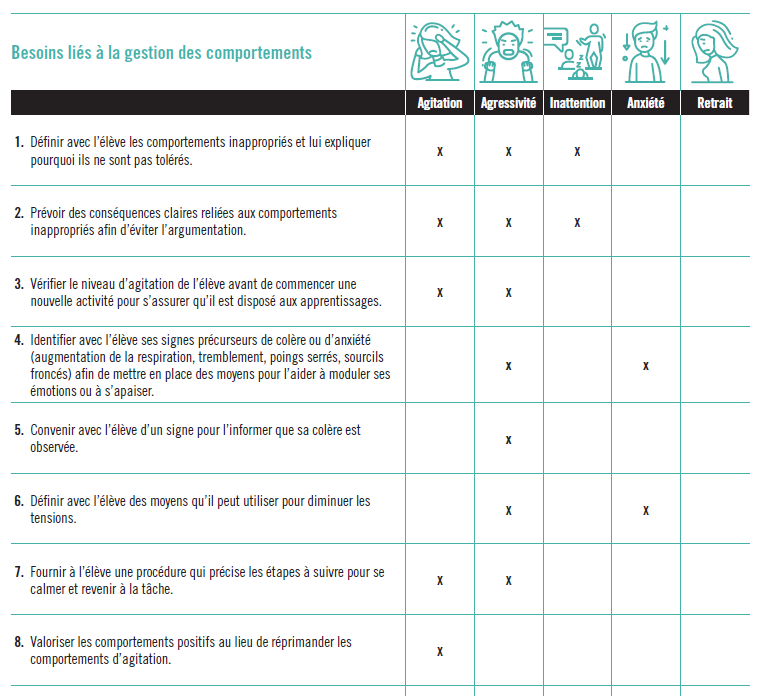 Besoins liés à la gestion des comportements
Agitation Agressivité Inattention Anxiété Retrait
1. Définir avec l'élève les comportements inappropriés et lui expliquer
pourquoi ils ne sont pas tolérés.
X X X
2. Prévoir des conséquences claires reliées aux comportements
inappropriés afin d'éviter l'argumentation.
X X X
3. Vérifier le niveau d'agitation de l'élève avant de commencer une
nouvelle activité pour s'assurer qu'il est disposé aux apprentissages.
X X
4. Identifier avec l'élève ses signes précurseurs de colère ou d'anxiété
(augmentation de la respiration, tremblement, poings serrés, sourcils
froncés) afin de mettre en place des moyens pour l'aider à moduler ses
émotions ou à s'apaiser.
X X
5. Convenir avec l'élève d'un signe pour l'informer que sa colère est
observée.
X
6. Définir avec l'élève des moyens qu'il peut utiliser pour diminuer les
tensions.
X X
7. Fournir à l'élève une procédure qui précise les étapes à suivre pour se
calmer et revenir à la tâche.
X X
8. Valoriser les comportements positifs au lieu de réprimander les
comportements d'agitation.
X